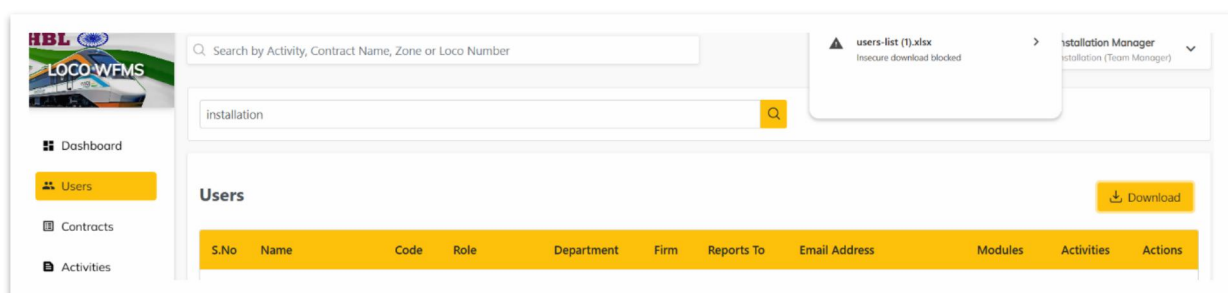 HBL
LOCO-WFMS
Search by Activity, Contract Name, Zone or Loco Number
users-list (1).xlsx
Insecure download blocked
nstallation Manager
nstallation (Team Manager)
installation
Dashboard
Users
Contracts
Activities
Users
Download
S.No Name Code Role Department Firm Reports To Email Address Modules Activities Actions